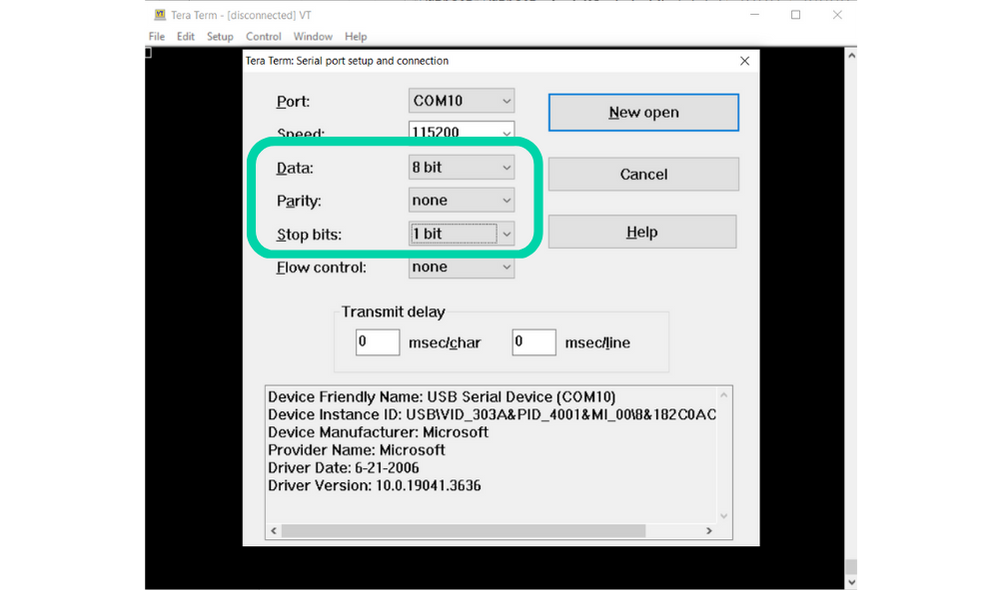 Tera Term - [disconnected] VT
File Edit Setup Control Window Help
Tera Term: Serial port setup and connection
Port: COM10
New open
Speed: 115200
Data: 8 bit
Cancel
Parity: none
Stop bits: 1 bit
Help
Flow control: none
Transmit delay
0 msec/char 0 msec/line
Device Friendly Name: USB Serial Device (COM10)
Device Instance ID: USB\VID_303A&PID_4001&MI_00\8&182C0AC
Device Manufacturer: Microsoft
Provider Name: Microsoft
Driver Date: 6-21-2006
Driver Version: 10.0.19041.3636